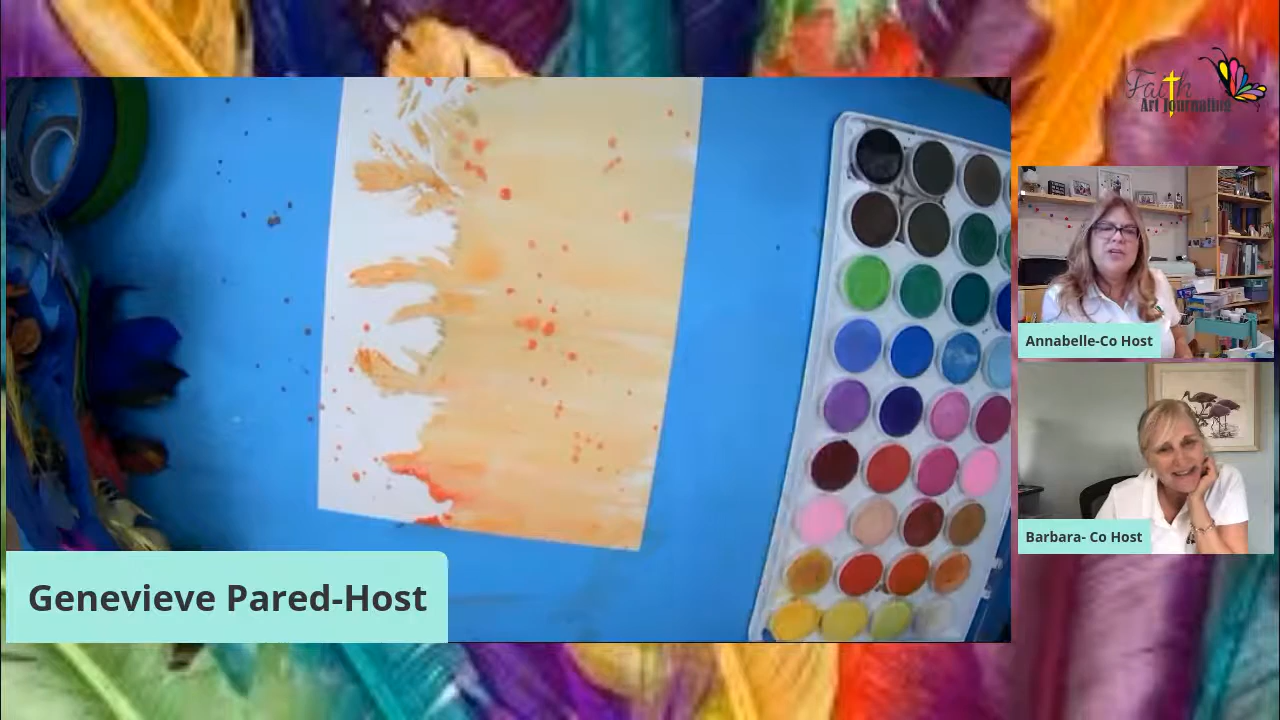 Faith
Art Journaling
Annabelle-Co Host
Barbara- Co Host
Genevieve Pared-Host